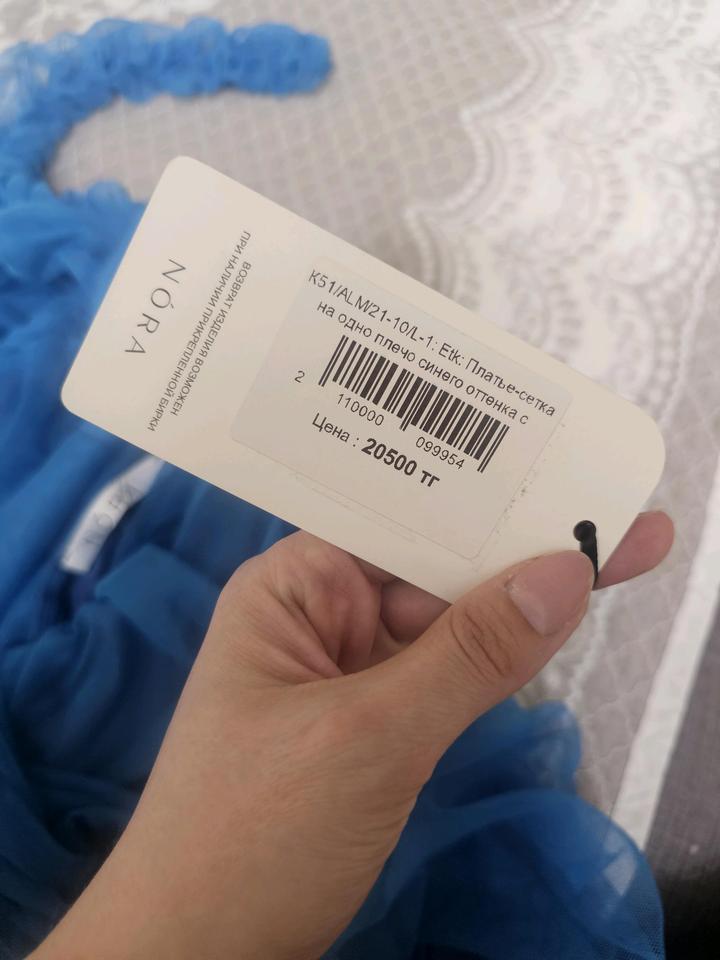 NÓRA
ВОЗВРАТ ИЗДЕЛИЯ ВОЗМОЖЕН
ПРИ НАЛИЧИИ ПРИКРЕПЛЕННОЙ БИРКИ
K51/ALM/21-10/L-1: Etk: Платье-сетка
на одно плечо синего оттенка с
2 110000 099954
Цена : 20500 тг